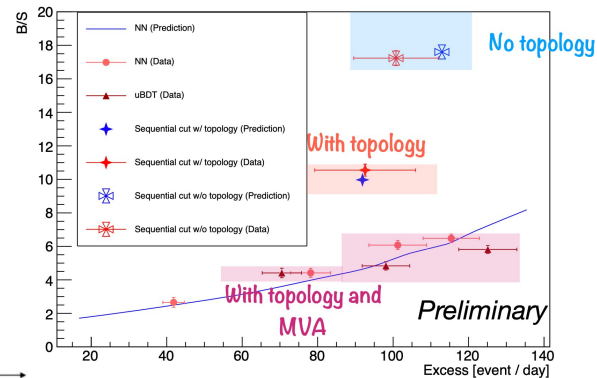 B/S
20
18
16
14
12
10
8
6
4
2
0
NN (Prediction)
NN (Data)
uBDT (Data)
Sequential cut w/ topology (Prediction)
Sequential cut w/ topology (Data)
Sequential cut w/o topology (Prediction)
Sequential cut w/o topology (Data)
No topology
With topology
With topology and
MVA
Preliminary
20 40 60 80 100 120 140
Excess [event / day]